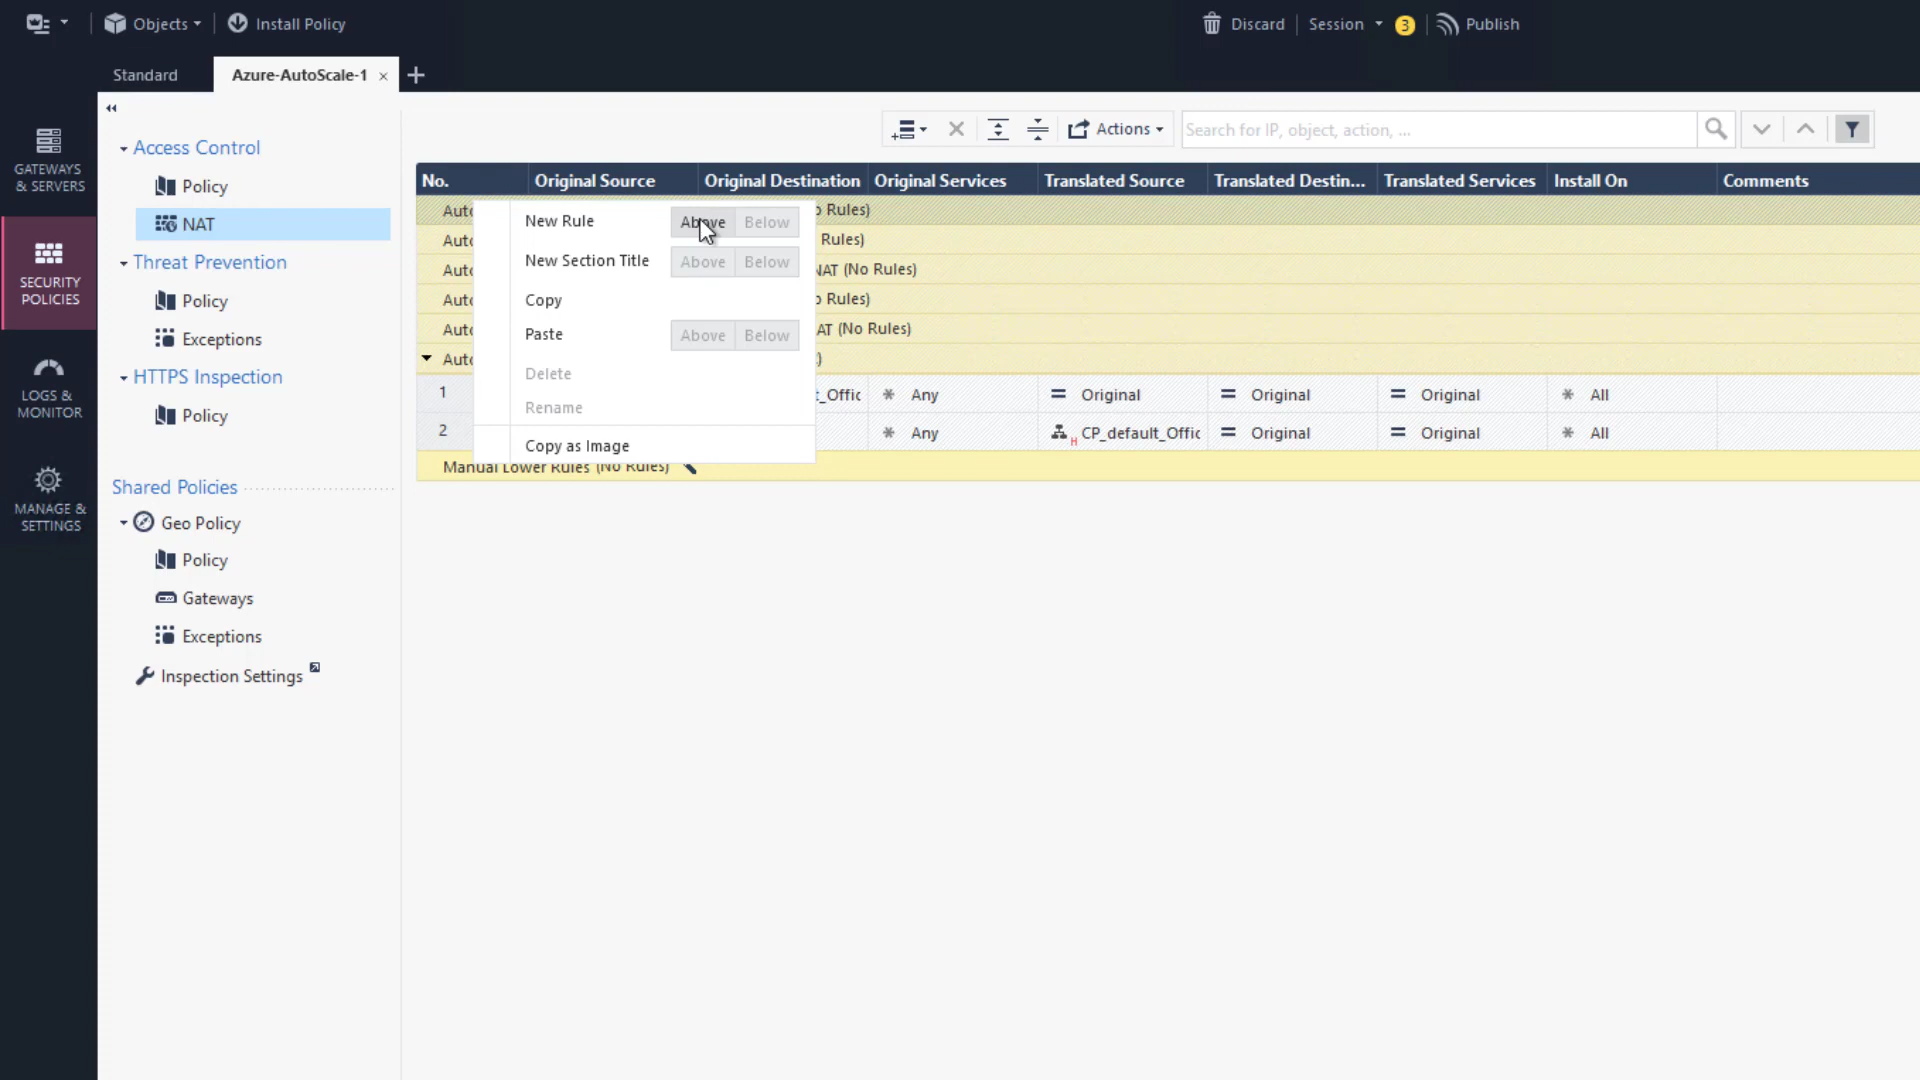 Objects
Install Policy
Discard
Session
3
Publish
Standard
Azure-AutoScale-1
GATEWAYS
& SERVERS
SECURITY
POLICIES
LOGS &
MONITOR
MANAGE &
SETTINGS
Access Control
Policy
NAT
Threat Prevention
Policy
Exceptions
HTTPS Inspection
Policy
Shared Policies
Geo Policy
Policy
Gateways
Exceptions
Inspection Settings
Actions
Search for IP, object, action, ...
No. Original Source Original Destination Original Services Translated Source Translated Destin... Translated Services Install On Comments
Rules)
Rules)
NAT (No Rules)
Rules)
(No Rules)
New Rule Above Below
New Section Title Above Below
Copy
Paste Above Below
Delete
Rename
Copy as Image
1 Any Original Original Original All
2 Any CP_default_Offic Original Original All
Manual Lower Rules (No Rules)